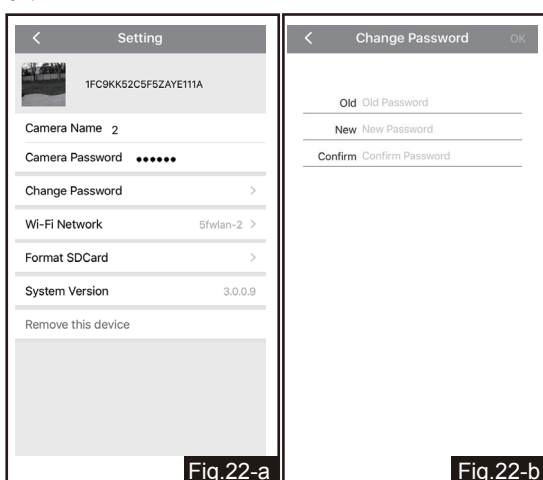 Setting
1FC9KK52C5F5ZAYE111A
Camera Name 2
Camera Password ●●●●●●
Change Password >
Wi-Fi Network 5fwlan-2 >
Format SDCard >
System Version 3.0.0.9
Remove this device
Fig.22-a
Change Password OK
Old Old Password
New New Password
Confirm Confirm Password
Fig.22-b